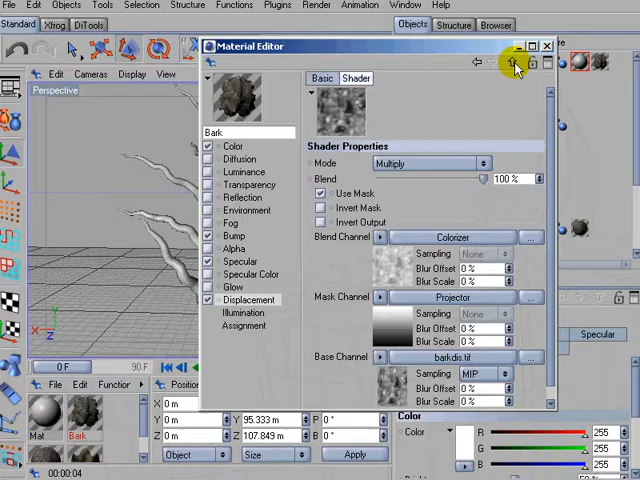 File Edit Objects Tools Selection Structure Functions Animation Render Plugins
Standard Xfrog DiTools
Objects Structure Browser
Material Editor
Edit Cameras Display View
Perspective
Basic Shader
Bark
Color
Diffusion
Luminance
Transparency
Reflection
Environment
Fog
Bump
Alpha
Specular
Specular Color
Glow
Displacement
Illumination
Assignment
Shader Properties
Mode Multiply
Blend 100 %
Use Mask
Invert Mask
Invert Output
Blend Channel Colorizer ...
Sampling None
Blur Offset 0 %
Blur Scale 0 %
Mask Channel Projector ...
Sampling None
Blur Offset 0 %
Blur Scale 0 %
Base Channel barkdis.tif ...
Sampling MIP
Blur Offset 0 %
Blur Scale 0 %
Specular
Y
X
Z
0 F 90 F
File Edit Function
Mat Bark
Position
X 0 m
Y 0 m Y 95.333 m P 0 °
Z 0 m Z 107.849 m B 0 °
Object Size Apply
Color
Color R 255
G 255
B 255
00:00:04